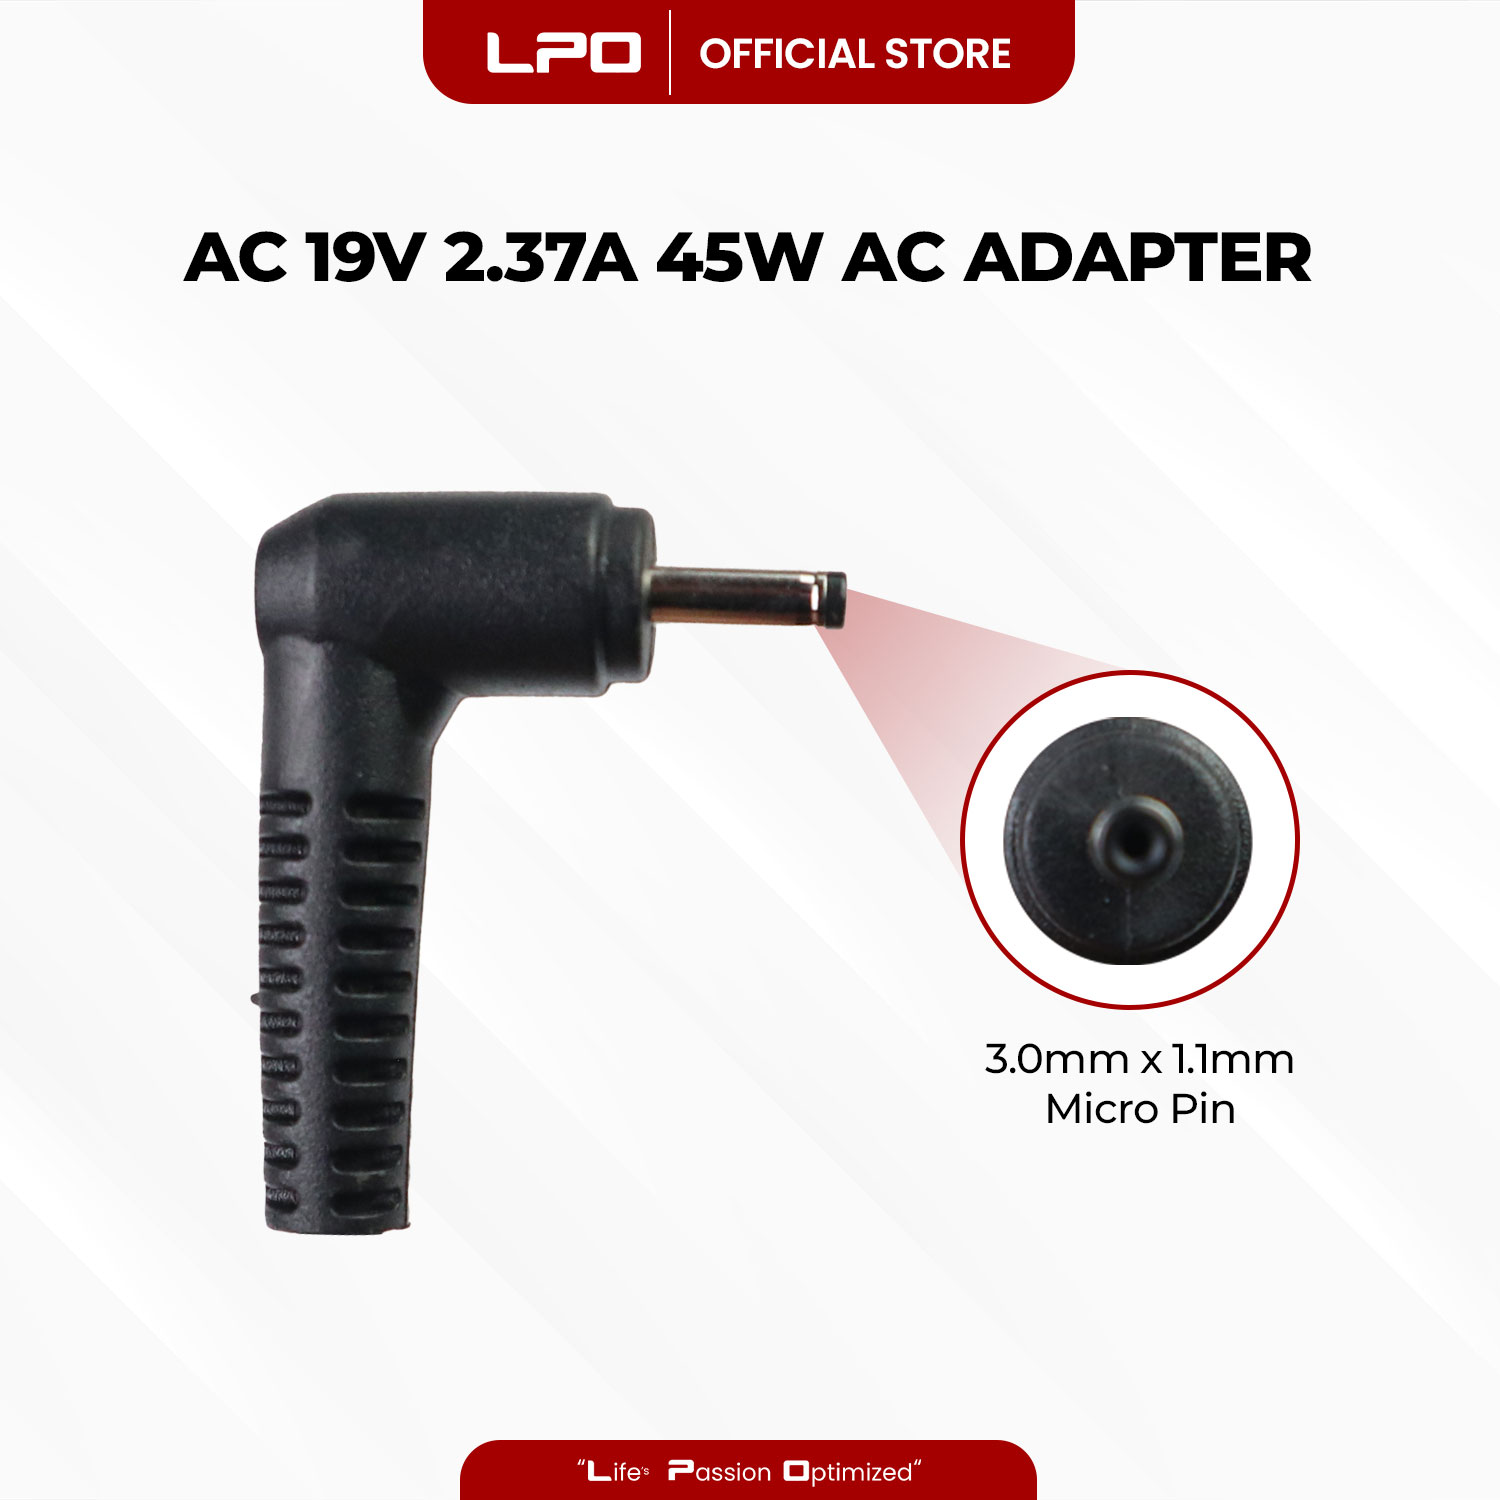 LPO OFFICIAL STORE
AC 19V 2.37A 45W AC ADAPTER
3.0mm x 1.1mm
Micro Pin
“Life's Passion Optimized“